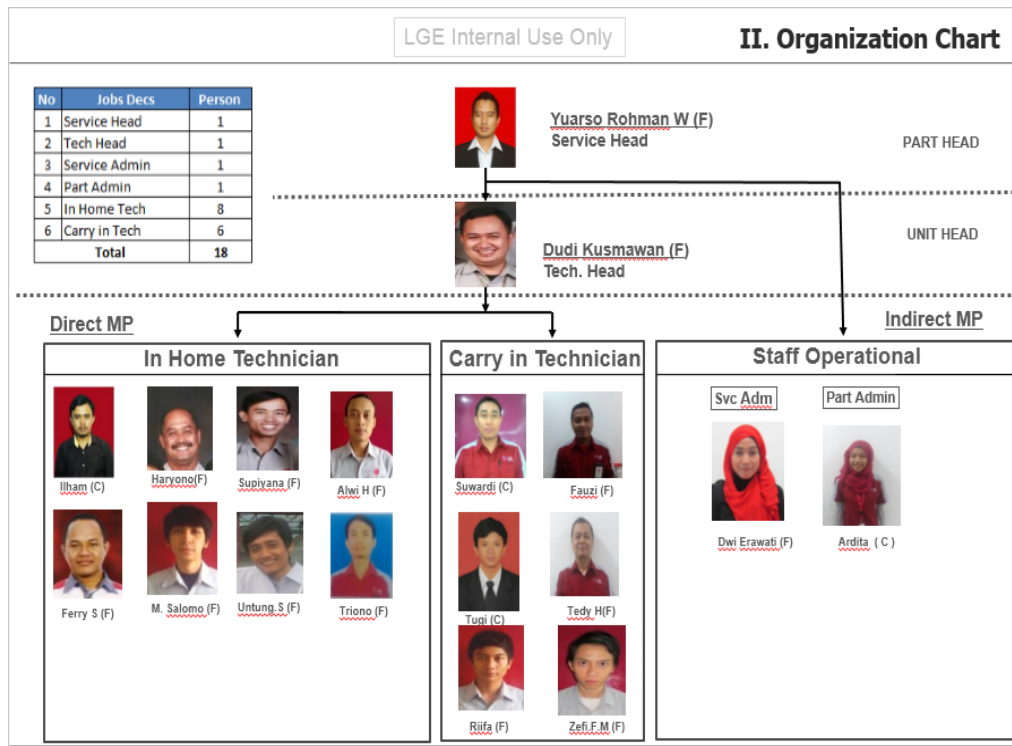 LGE Internal Use Only
II. Organization Chart
No Jobs Decs Person
1 Service Head 1
2 Tech Head 1
3 Service Admin 1
4 Part Admin 1
5 In Home Tech 8
6 Carry in Tech 6
Total 18
Yuarso Rohman W (F)
Service Head
PART HEAD
Dudi Kusmawan (F)
Tech. Head
UNIT HEAD
Direct MP
Indirect MP
In Home Technician
Ilham (C)
Haryono(F)
Supiyana (F)
Alwi H (F)
Ferry S (F)
M. Salomo (F)
Untung.S (F)
Triono (F)
Carry in Technician
Suwardi (C)
Fauzi (F)
Tugi (C)
Tedy H(F)
Riifa (F)
Zefi.F.M (F)
Staff Operational
Svc Adm
Part Admin
Dwi Erawati (F)
Ardita ( C )